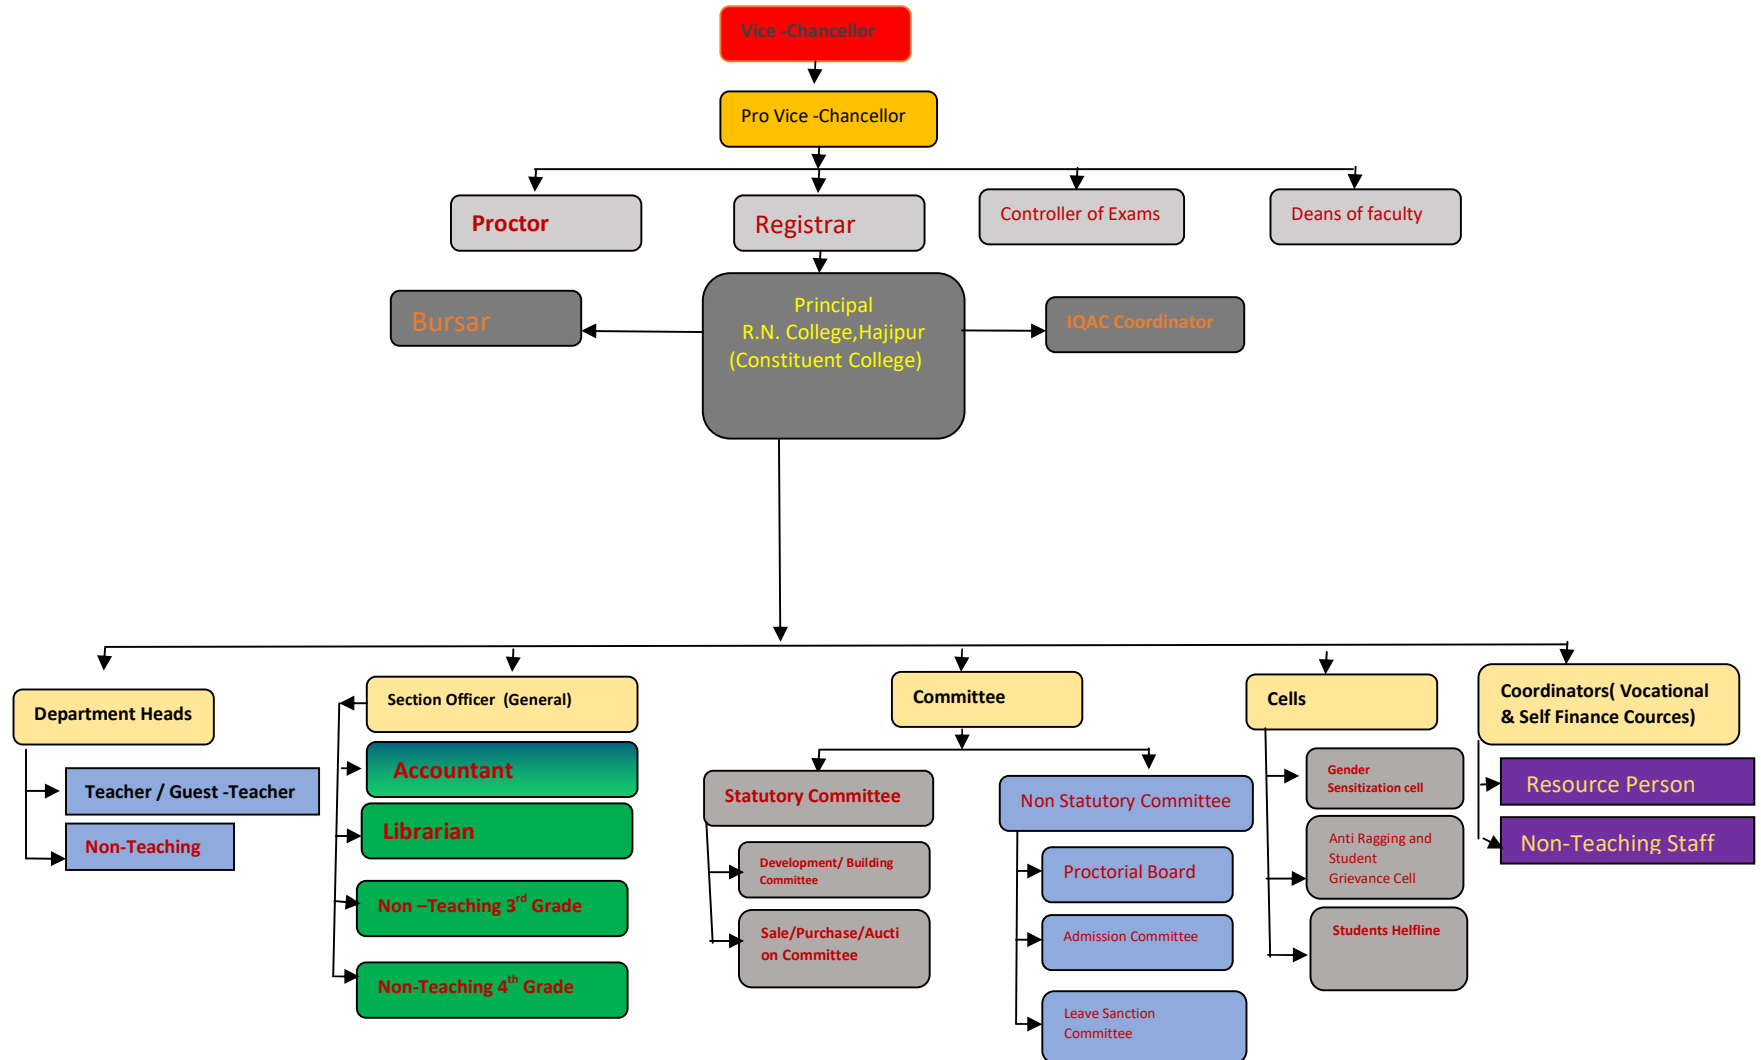 Vice -Chancellor
Pro Vice -Chancellor
Proctor
Registrar
Controller of Exams
Deans of faculty
Bursar
Principal
R.N. College,Hajipur
(Constituent College)
IQAC Coordinator
Department Heads
Section Officer (General)
Committee
Cells
Coordinators( Vocational
& Self Finance Cources)
Teacher / Guest -Teacher
Non-Teaching
Accountant
Librarian
Non –Teaching 3rd Grade
Non-Teaching 4th Grade
Statutory Committee
Development/ Building
Committee
Sale/Purchase/Aucti
on Committee
Non Statutory Committee
Proctorial Board
Admission Committee
Leave Sanction
Committee
Gender
Sensitization cell
Anti Ragging and
Student
Grievance Cell
Students Helfline
Resource Person
Non-Teaching Staff